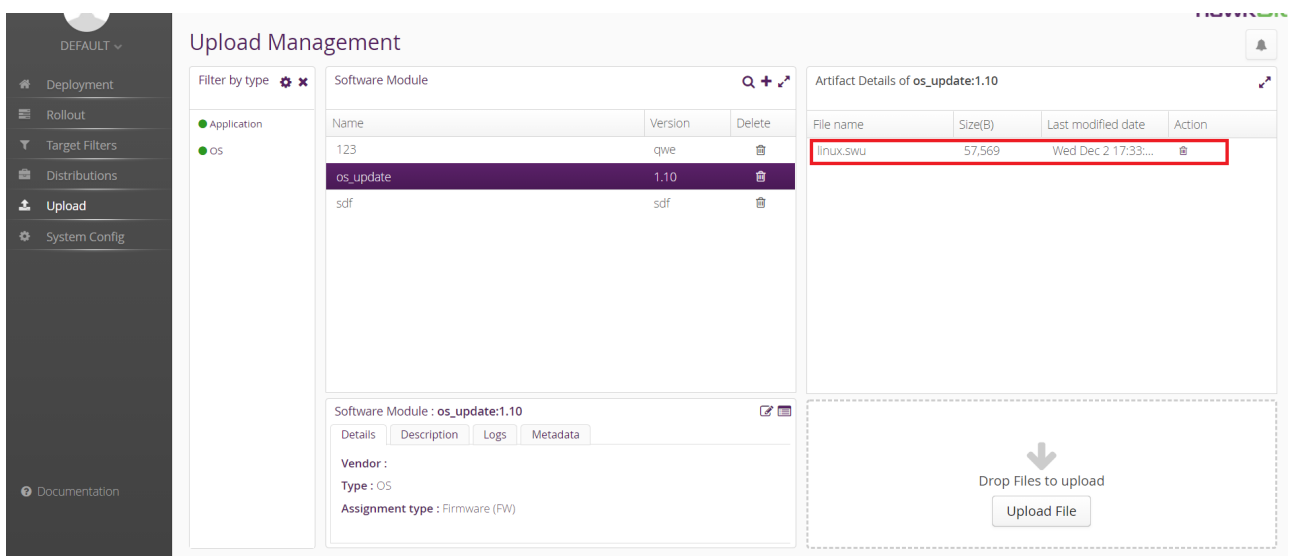 DEFAULT
Upload Management
Deployment
Rollout
Target Filters
Distributions
Upload
System Config
Documentation
Filter by type
Application
OS
Software Module
Name Version Delete
123 qwe
os_update 1.10
sdf sdf
Software Module : os_update:1.10
Details Description Logs Metadata
Vendor :
Type : OS
Assignment type : Firmware (FW)
Artifact Details of os_update:1.10
File name Size(B) Last modified date Action
linux.swu 57,569 Wed Dec 2 17:33:...
Drop Files to upload
Upload File